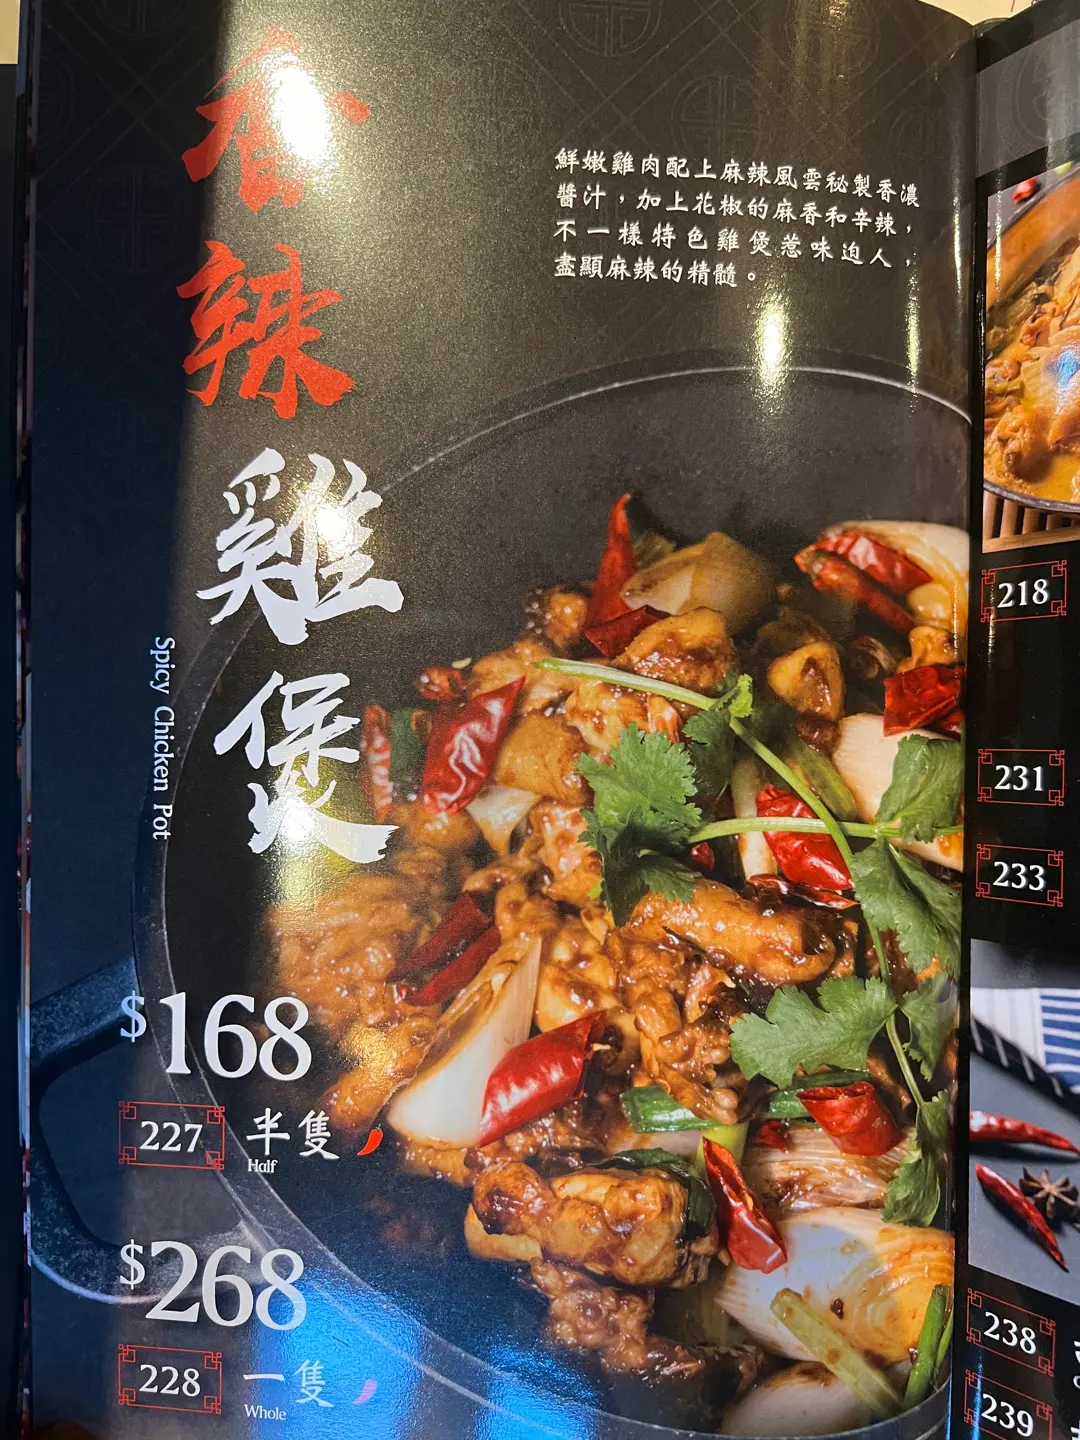 香辣雞煲
Spicy Chicken Pot
鮮嫩雞肉配上麻辣風雲秘製香濃
醬汁，加上花椒的麻香和辛辣，
不一樣特色雞煲惹味迫人，
盡顯麻辣的精髓。
$168
227 半隻
Half
$268
228 一隻
Whole
218
231
233
238
239